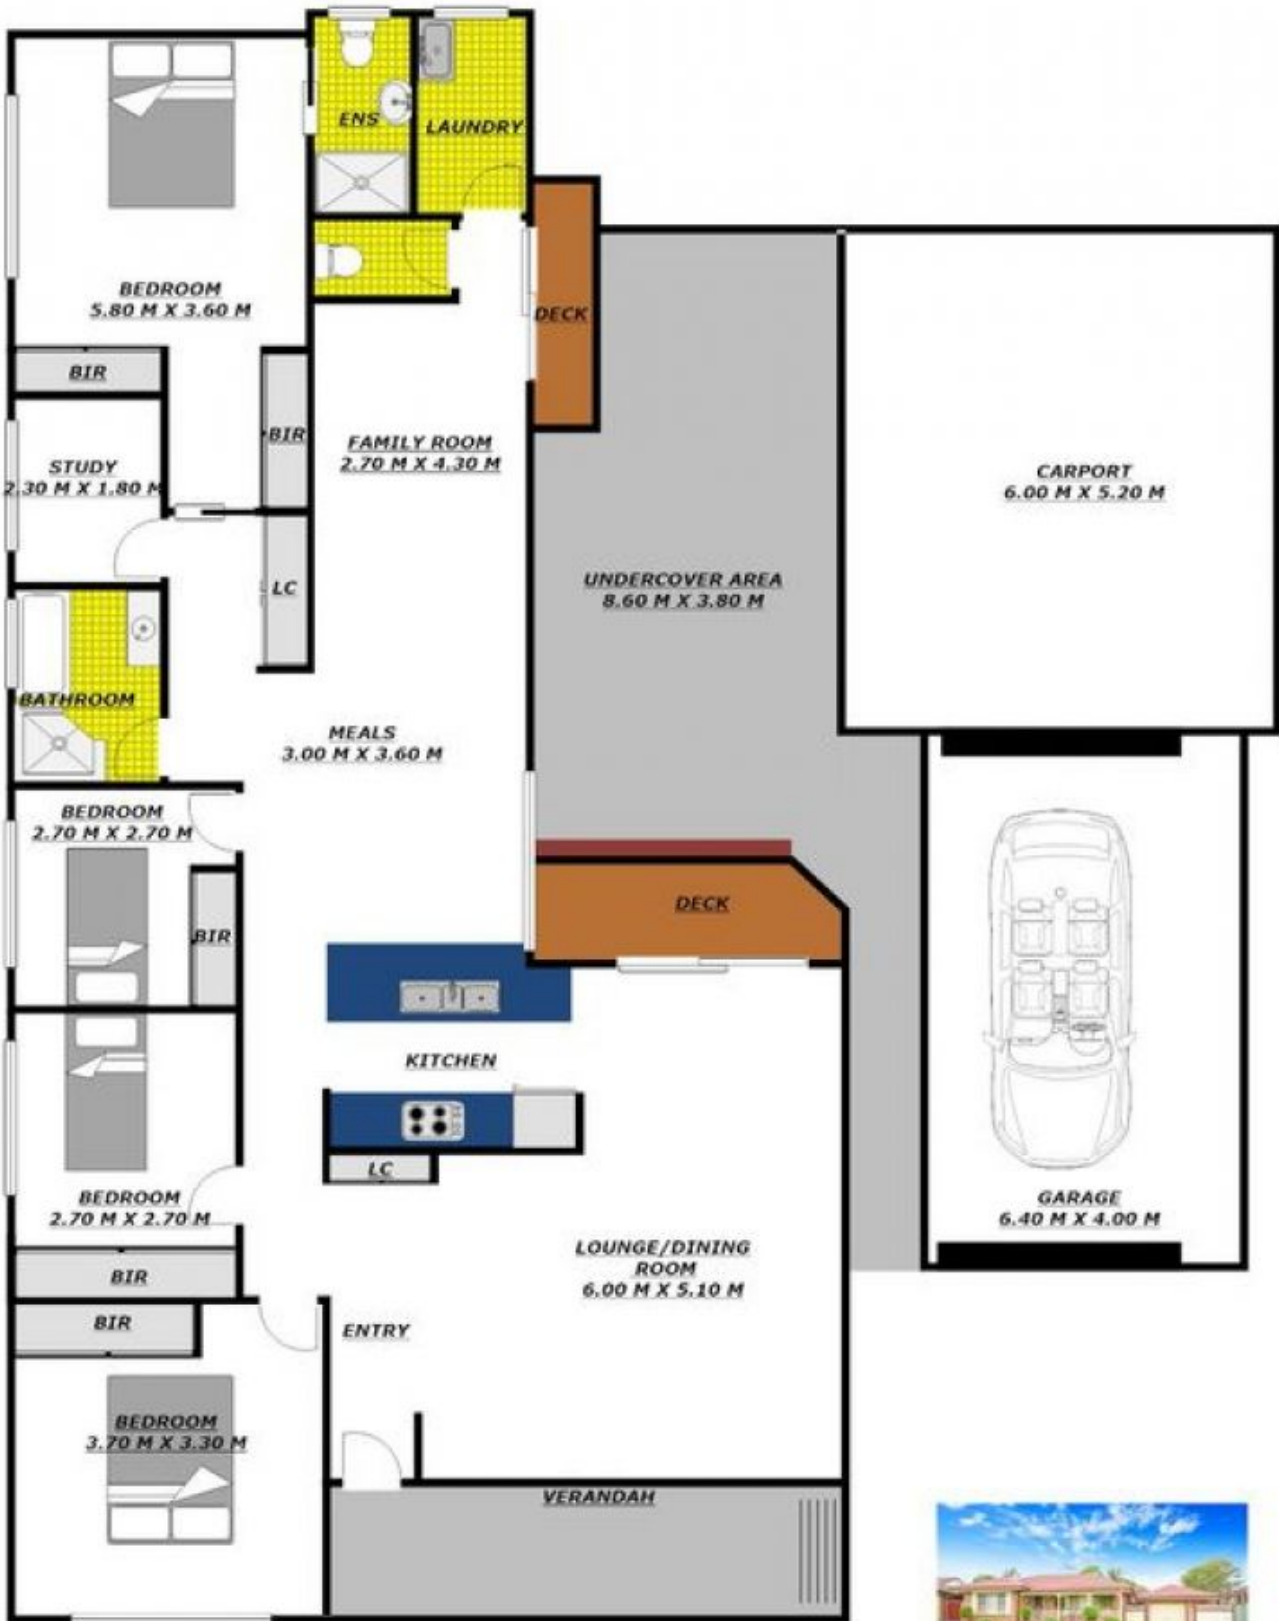 ENS
LAUNDRY
BEDROOM
5.80 M X 3.60 M
DECK
BIR
BIR
FAMILY ROOM
2.70 M X 4.30 M
STUDY
2.30 M X 1.80 M
CARPORT
6.00 M X 5.20 M
LC
UNDERCOVER AREA
8.60 M X 3.80 M
BATHROOM
MEALS
3.00 M X 3.60 M
BEDROOM
2.70 M X 2.70 M
BIR
DECK
KITCHEN
LC
BEDROOM
2.70 M X 2.70 M
GARAGE
6.40 M X 4.00 M
BIR
LOUNGE/DINING
ROOM
6.00 M X 5.10 M
BIR
ENTRY
BEDROOM
3.70 M X 3.30 M
VERANDAH